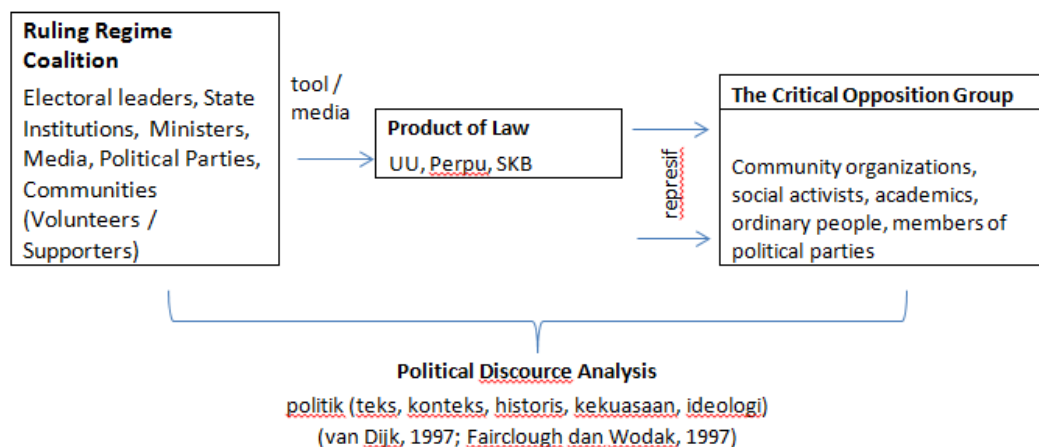 Ruling Regime
Coalition
Electoral leaders, State
Institutions, Ministers,
Media, Political Parties,
Communities
(Volunteers /
Supporters)
tool /
media
Product of Law
UU, Perpu, SKB
represif
The Critical Opposition Group
Community organizations,
social activists, academics,
ordinary people, members of
political parties
Political Discource Analysis
politik (teks, konteks, historis, kekuasaan, ideologi)
(van Dijk, 1997; Fairclough dan Wodak, 1997)